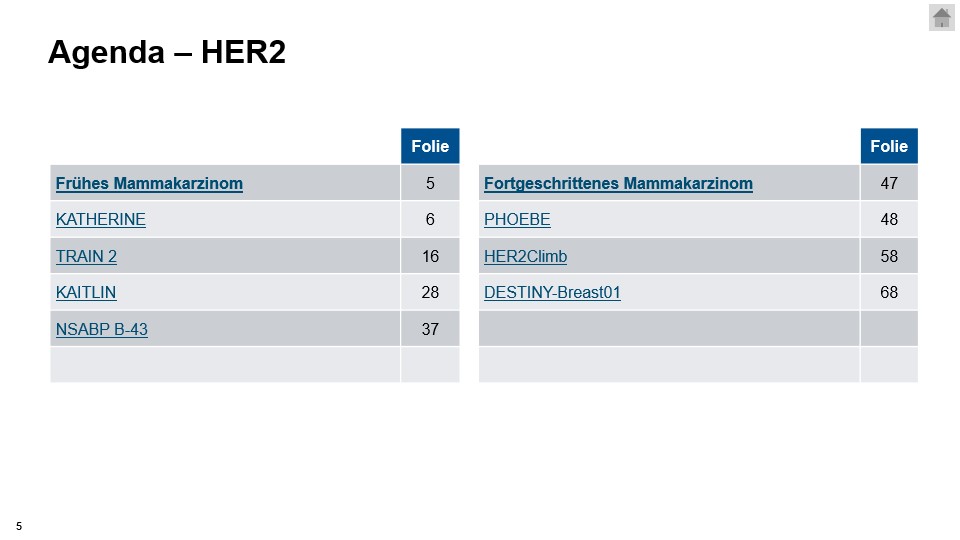 Agenda – HER2
Folie
Frühes Mammakarzinom 5
KATHERINE 6
TRAIN 2 16
KAITLIN 28
NSABP B-43 37
Folie
Fortgeschrittenes Mammakarzinom 47
PHOEBE 48
HER2Climb 58
DESTINY-Breast01 68
5